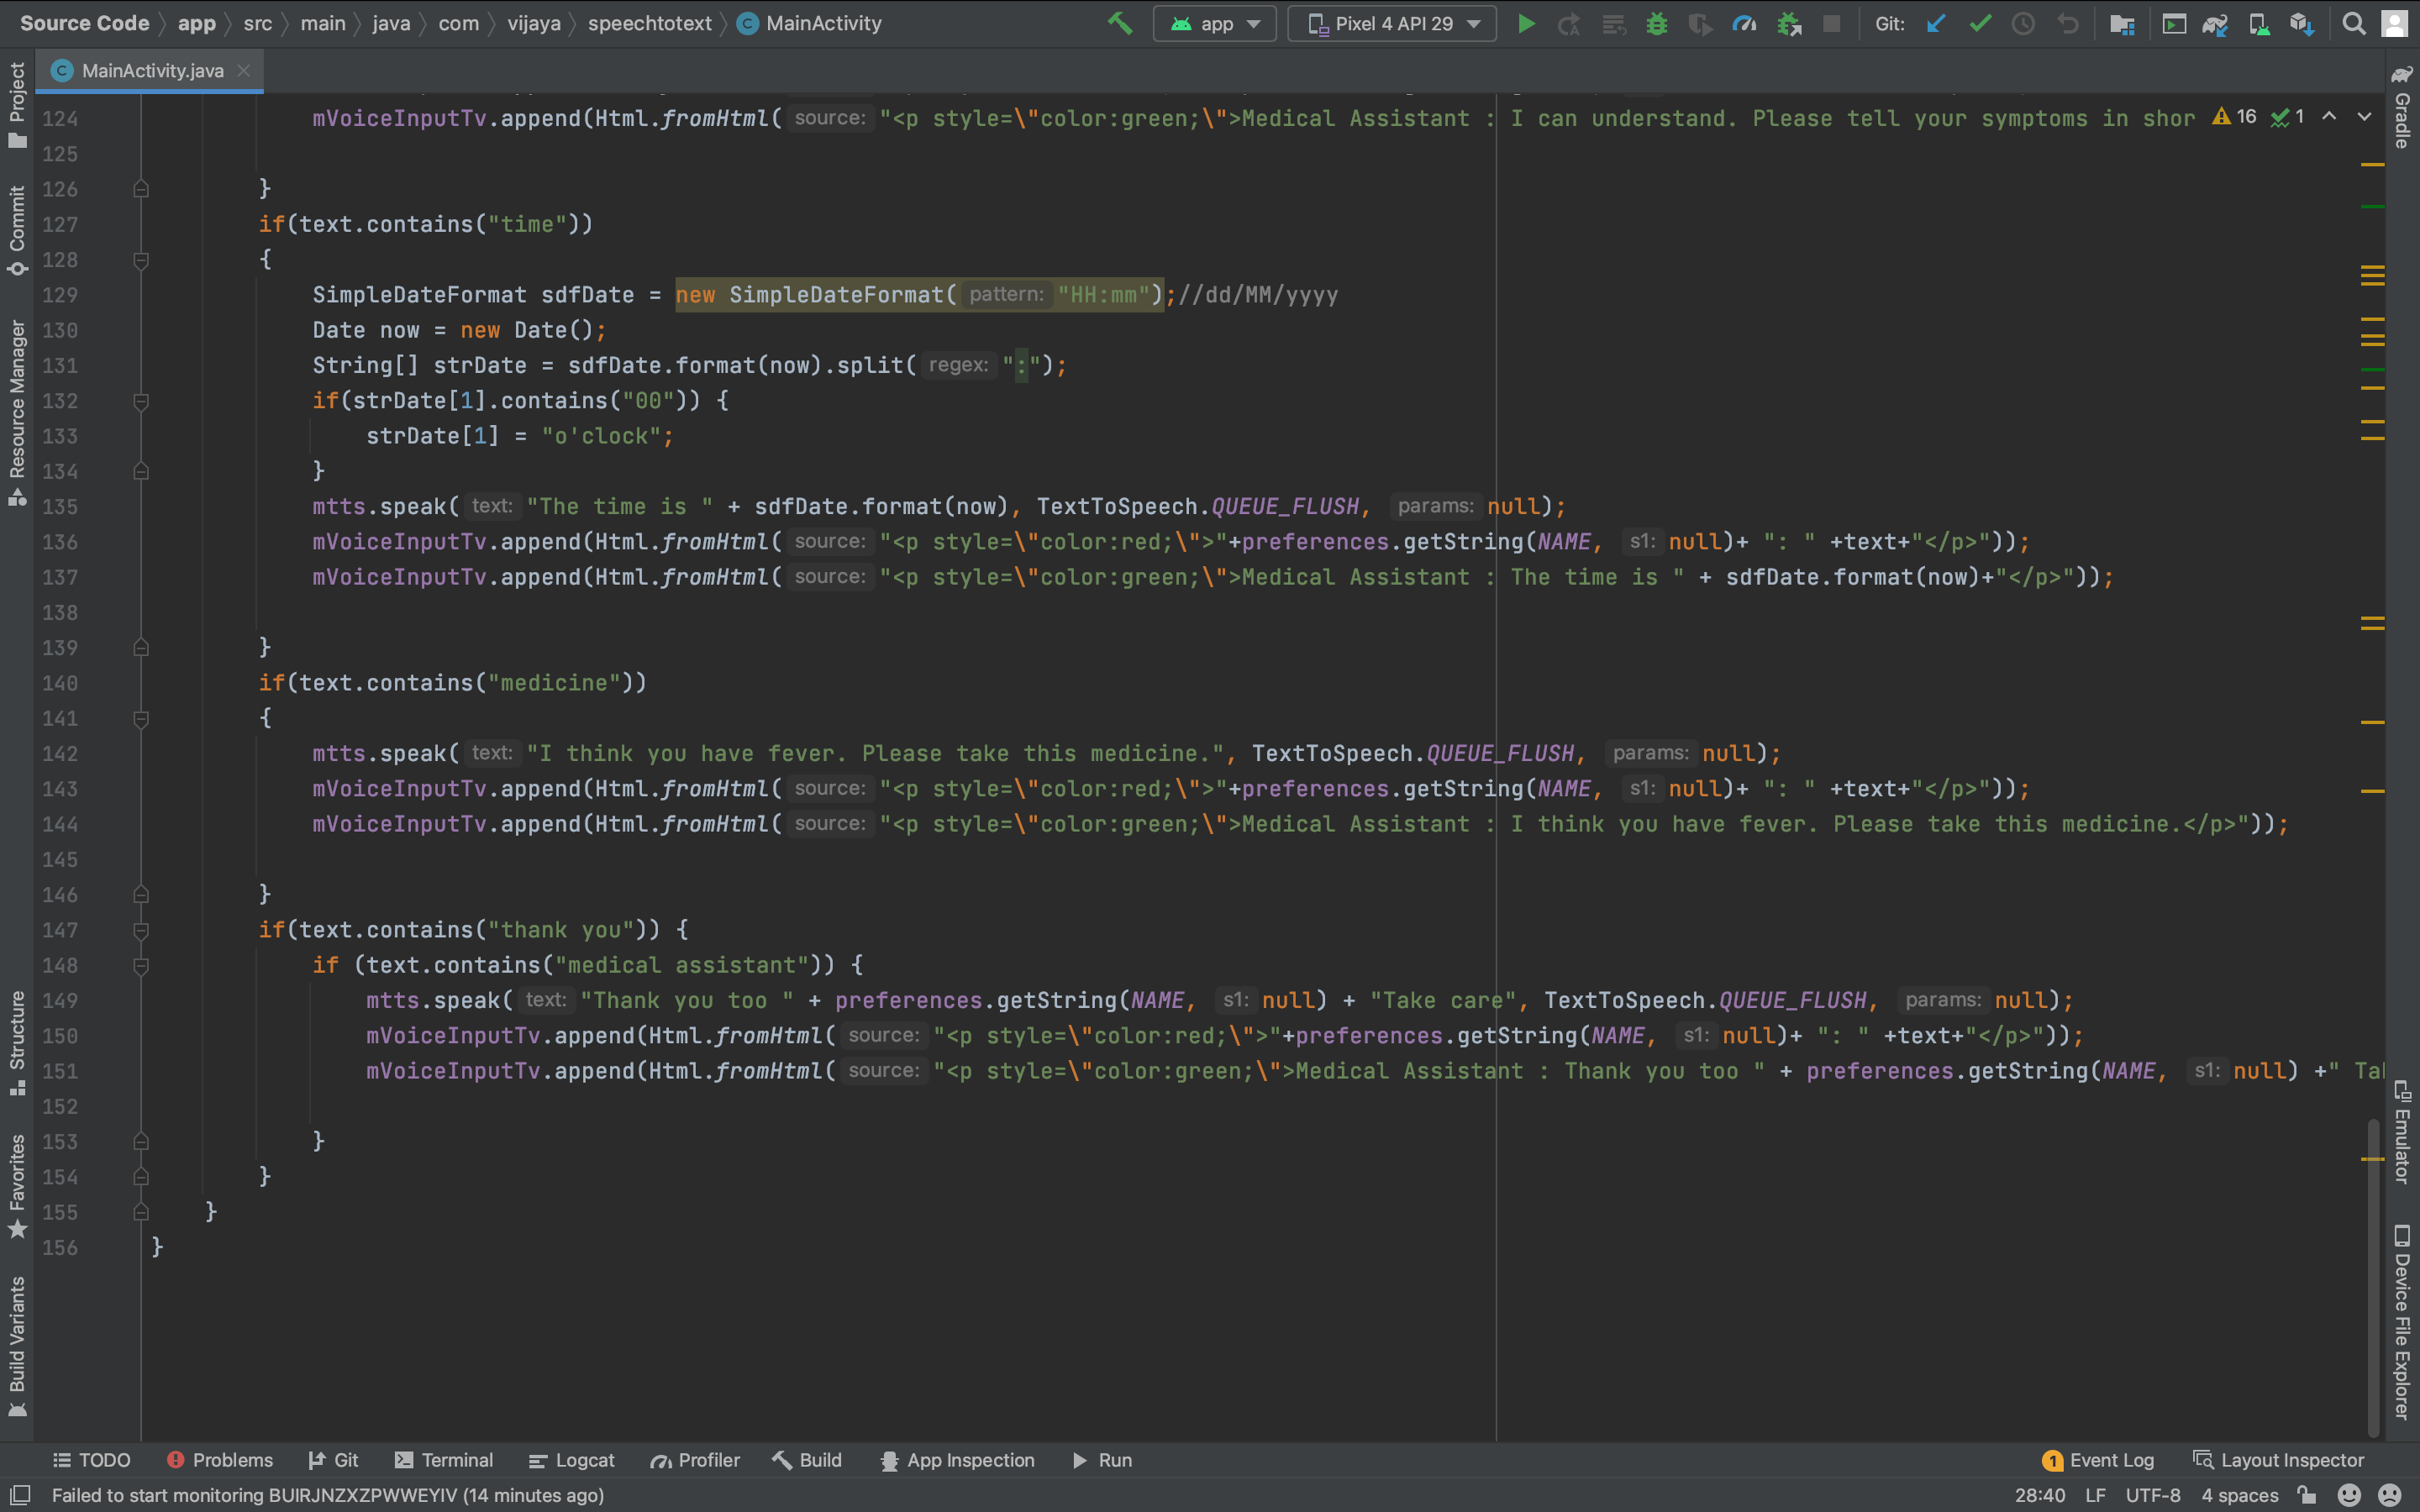 Source Code app src main java com vijaya speechtotext C MainActivity app Pixel 4 API 29 Git:
C MainActivity.java
124 mVoiceInputTv.append(Html.fromHtml( source: "<p style=\"color:green;\">Medical Assistant : I can understand. Please tell your symptoms in shor 16 1
125
126 }
127 if(text.contains("time"))
128 {
129 SimpleDateFormat sdfDate = new SimpleDateFormat( pattern: "HH:mm");//dd/MM/yyyy
130 Date now = new Date();
131 String[] strDate = sdfDate.format(now).split( regex: ":");
132 if(strDate[1].contains("00")) {
133 strDate[1] = "o'clock";
134 }
135 mtts.speak( text: "The time is " + sdfDate.format(now), TextToSpeech.QUEUE_FLUSH, params: null);
136 mVoiceInputTv.append(Html.fromHtml( source: "<p style=\"color:red;\">"+preferences.getString(NAME, s1: null)+ ": " +text+"</p>"));
137 mVoiceInputTv.append(Html.fromHtml( source: "<p style=\"color:green;\">Medical Assistant : The time is " + sdfDate.format(now)+"</p>"));
138
139 }
140 if(text.contains("medicine"))
141 {
142 mtts.speak( text: "I think you have fever. Please take this medicine.", TextToSpeech.QUEUE_FLUSH, params: null);
143 mVoiceInputTv.append(Html.fromHtml( source: "<p style=\"color:red;\">"+preferences.getString(NAME, s1: null)+ ": " +text+"</p>"));
144 mVoiceInputTv.append(Html.fromHtml( source: "<p style=\"color:green;\">Medical Assistant : I think you have fever. Please take this medicine.</p>"));
145
146 }
147 if(text.contains("thank you")) {
148 if (text.contains("medical assistant")) {
149 mtts.speak( text: "Thank you too " + preferences.getString(NAME, s1: null) + "Take care", TextToSpeech.QUEUE_FLUSH, params: null);
150 mVoiceInputTv.append(Html.fromHtml( source: "<p style=\"color:red;\">"+preferences.getString(NAME, s1: null)+ ": " +text+"</p>"));
151 mVoiceInputTv.append(Html.fromHtml( source: "<p style=\"color:green;\">Medical Assistant : Thank you too " + preferences.getString(NAME, s1: null) +" Ta
152
153 }
154 }
155 }
156 }
Project
Commit
Resource Manager
Structure
Favorites
Build Variants
Gradle
Emulator
Device File Explorer
TODO Problems Git Terminal Logcat Profiler Build App Inspection Run 1 Event Log Layout Inspector
Failed to start monitoring BUIRJNZXZPWWEYIV (14 minutes ago) 28:40 LF UTF-8 4 spaces